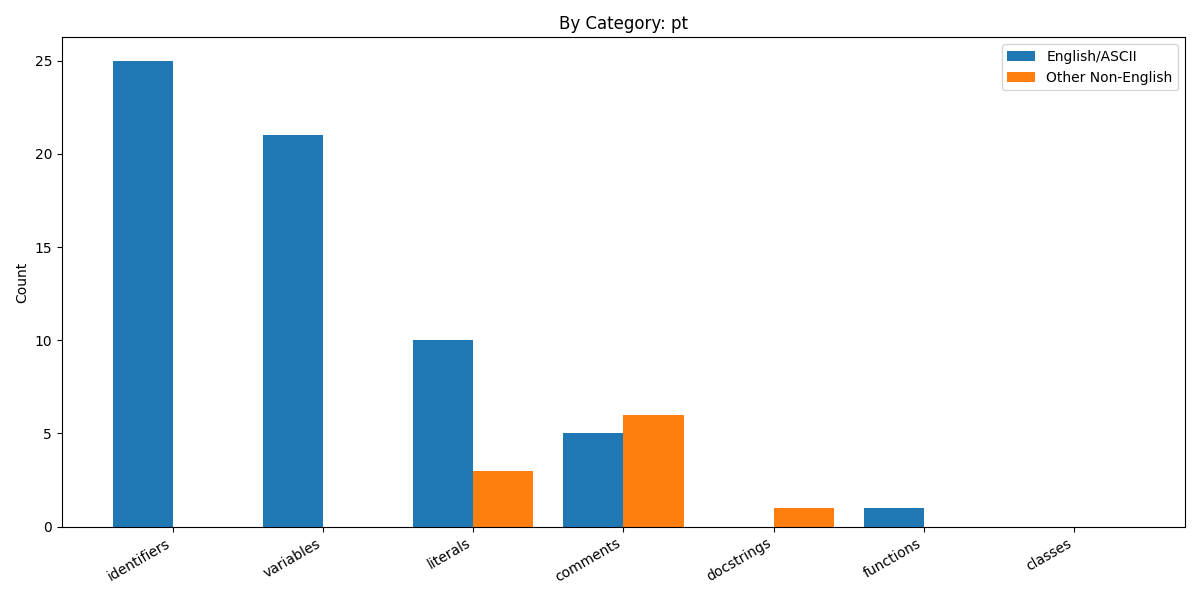 By Category: pt
English/ASCII
Other Non-English
Count
25
20
15
10
5
0
identifiers
variables
literals
comments
docstrings
functions
classes